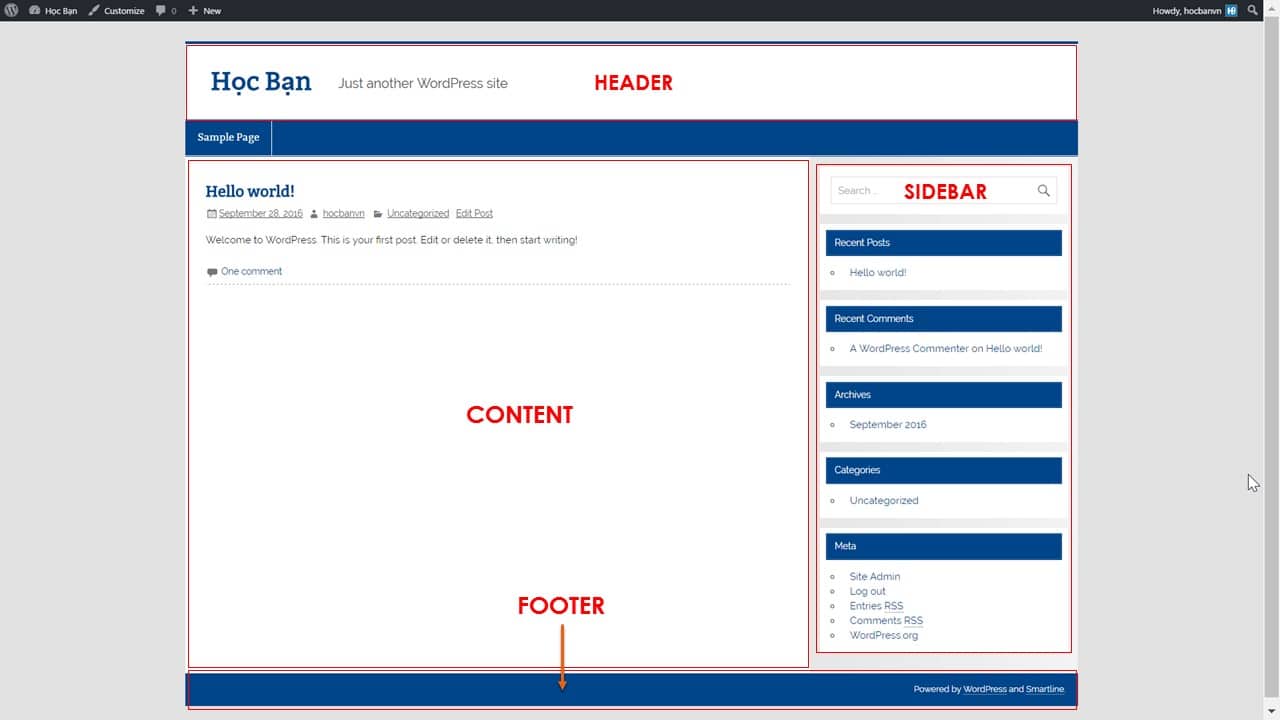 Học Bạn Customize 0 New Howdy, hocbanvn
Học Bạn Just another WordPress site HEADER
Sample Page
Hello world!
September 28, 2016 hocbanvn Uncategorized Edit Post
Welcome to WordPress. This is your first post. Edit or delete it, then start writing!
One comment
CONTENT
Search … SIDEBAR
Recent Posts
Hello world!
Recent Comments
A WordPress Commenter on Hello world!
Archives
September 2016
Categories
Uncategorized
Meta
Site Admin
Log out
Entries RSS
Comments RSS
WordPress.org
FOOTER
Powered by WordPress and Smartline.